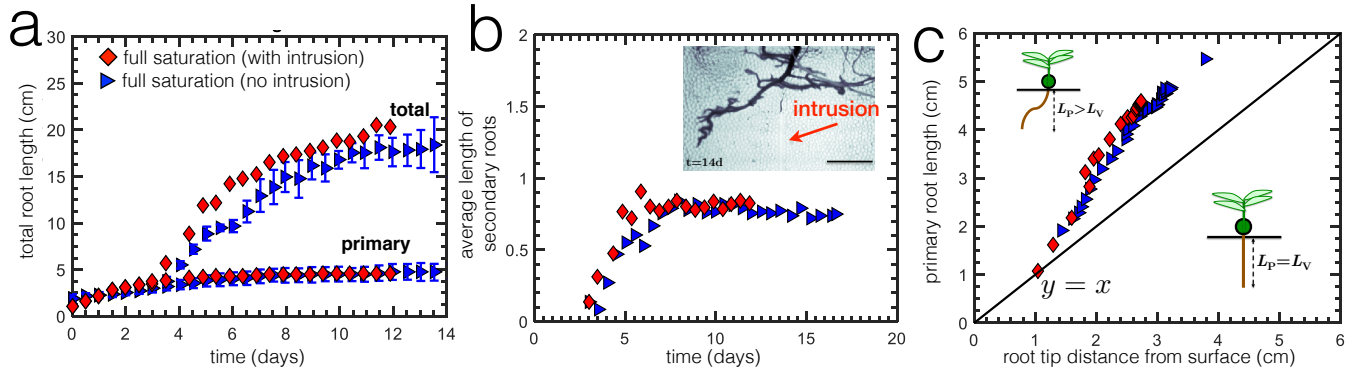 a
total root length (cm)
30
25
20
15
10
5
0
full saturation (with intrusion)
full saturation (no intrusion)
total
primary
0 2 4 6 8 10 12 14
time (days)
b
average length of
secondary roots
2
1.5
1
0.5
0
intrusion
t=14d
0 5 10 15 20
time (days)
c
primary root length (cm)
6
5
4
3
2
1
0
L_P>L_V
L_P=L_V
y = x
0 1 2 3 4 5 6
root tip distance from surface (cm)